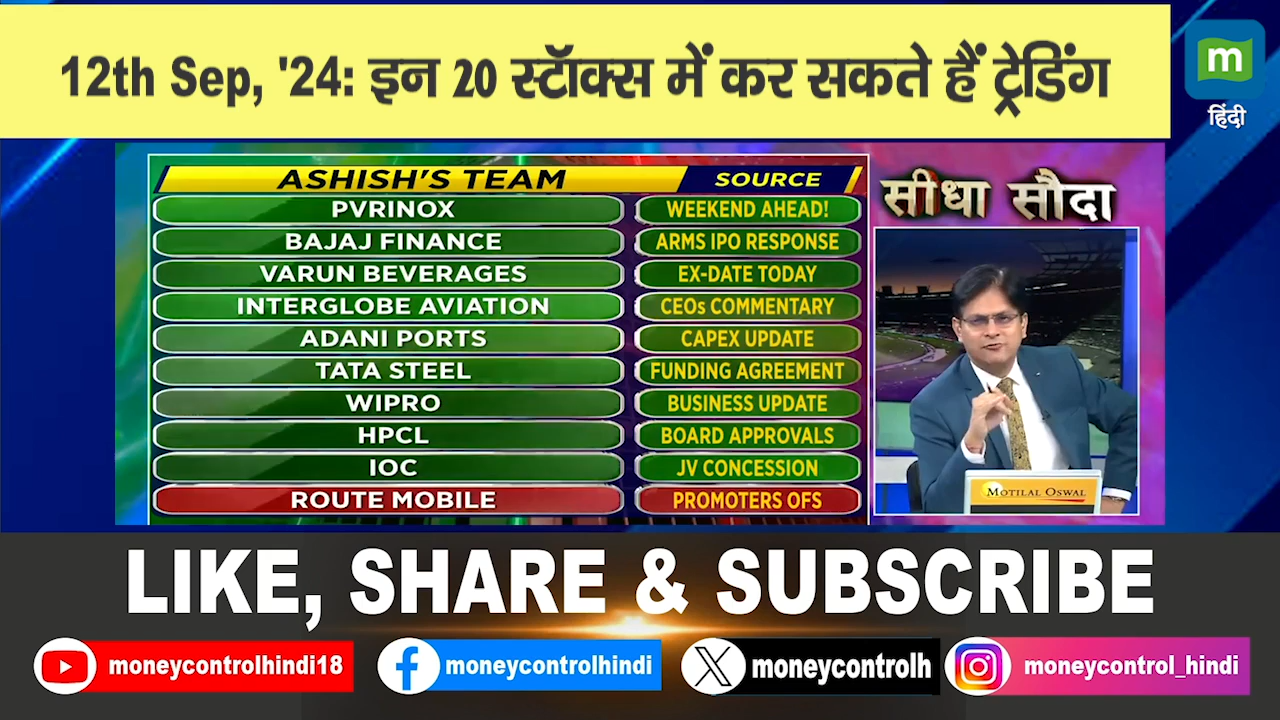 12th Sep, '24: इन 20 स्टॉक्स में कर सकते हैं ट्रेडिंग
m
हिंदी
ASHISH'S TEAM SOURCE
PVRINOX WEEKEND AHEAD!
BAJAJ FINANCE ARMS IPO RESPONSE
VARUN BEVERAGES EX-DATE TODAY
INTERGLOBE AVIATION CEOs COMMENTARY
ADANI PORTS CAPEX UPDATE
TATA STEEL FUNDING AGREEMENT
WIPRO BUSINESS UPDATE
HPCL BOARD APPROVALS
IOC JV CONCESSION
ROUTE MOBILE PROMOTERS OFS
सीधा सौदा
MOTILAL OSWAL
LIKE, SHARE & SUBSCRIBE
moneycontrolhindi18
moneycontrolhindi
moneycontrolh
moneycontrol_hindi